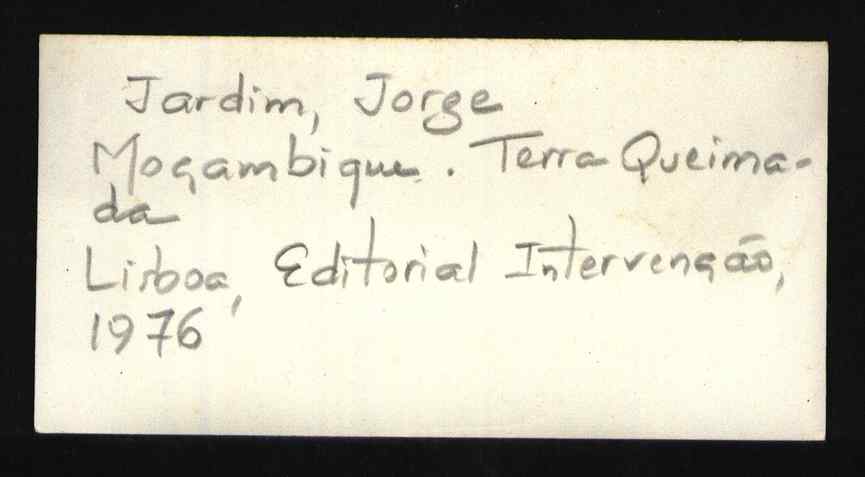 Jardim, Jorge
Moçambique. Terra Queima-
da
Lisboa, Editorial Intervenção,
1976